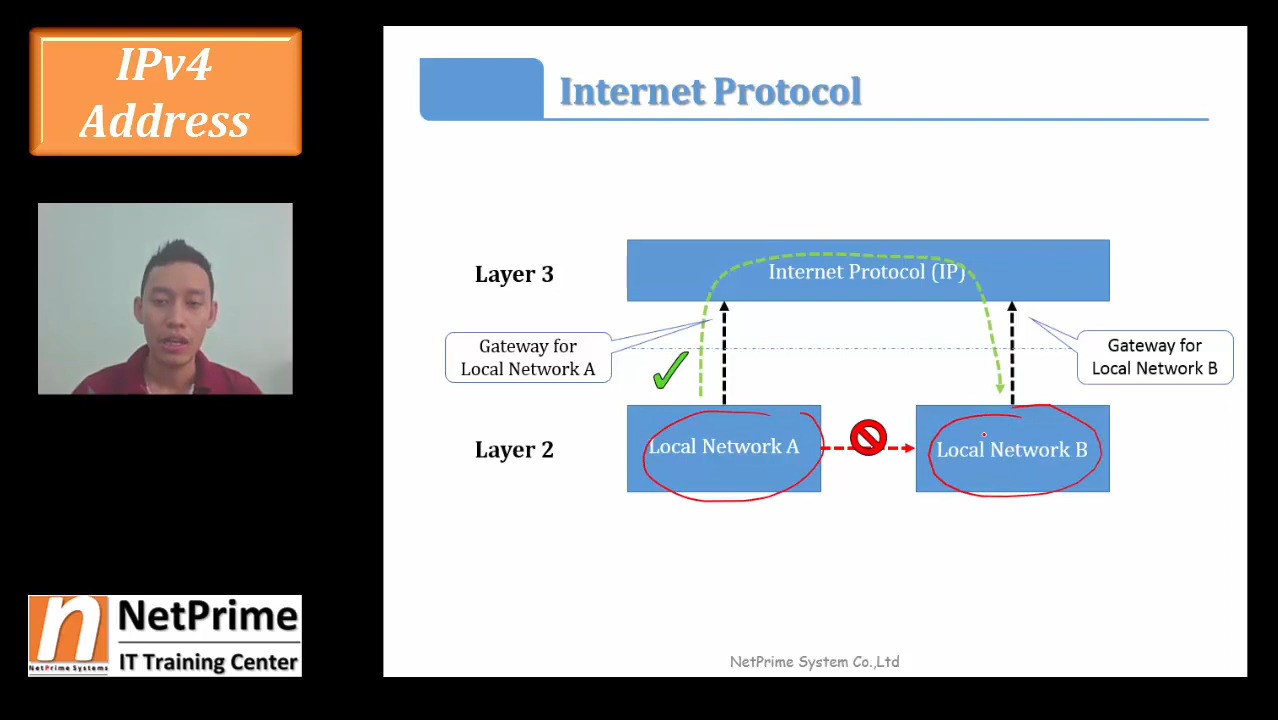 IPv4
Address
Internet Protocol
Layer 3
Internet Protocol (IP)
Gateway for
Local Network A
Gateway for
Local Network B
Layer 2
Local Network A
Local Network B
n
NetPrime Systems
NetPrime
IT Training Center
NetPrime System Co.,Ltd